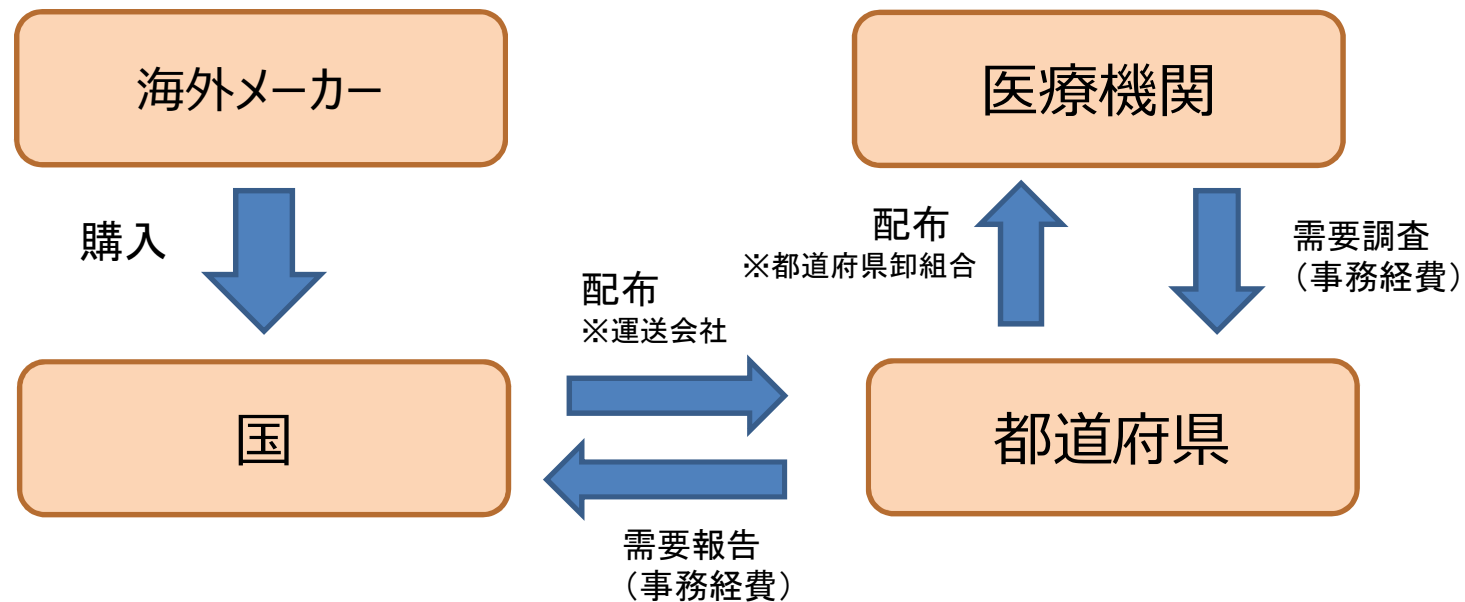 海外メーカー
医療機関
購入
配布
※都道府県卸組合
需要調査
（事務経費）
配布
※運送会社
国
都道府県
需要報告
（事務経費）